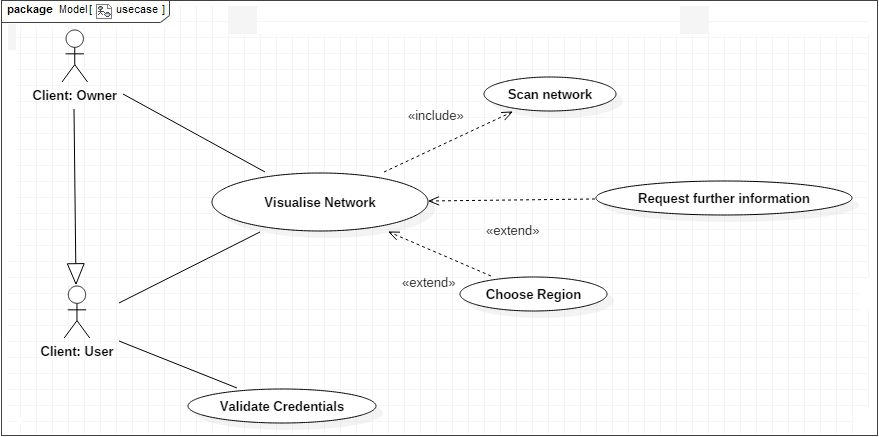 package Model[ usecase ]
Client: Owner
Scan network
«include»
Visualise Network
Request further information
«extend»
«extend»
Choose Region
Client: User
Validate Credentials